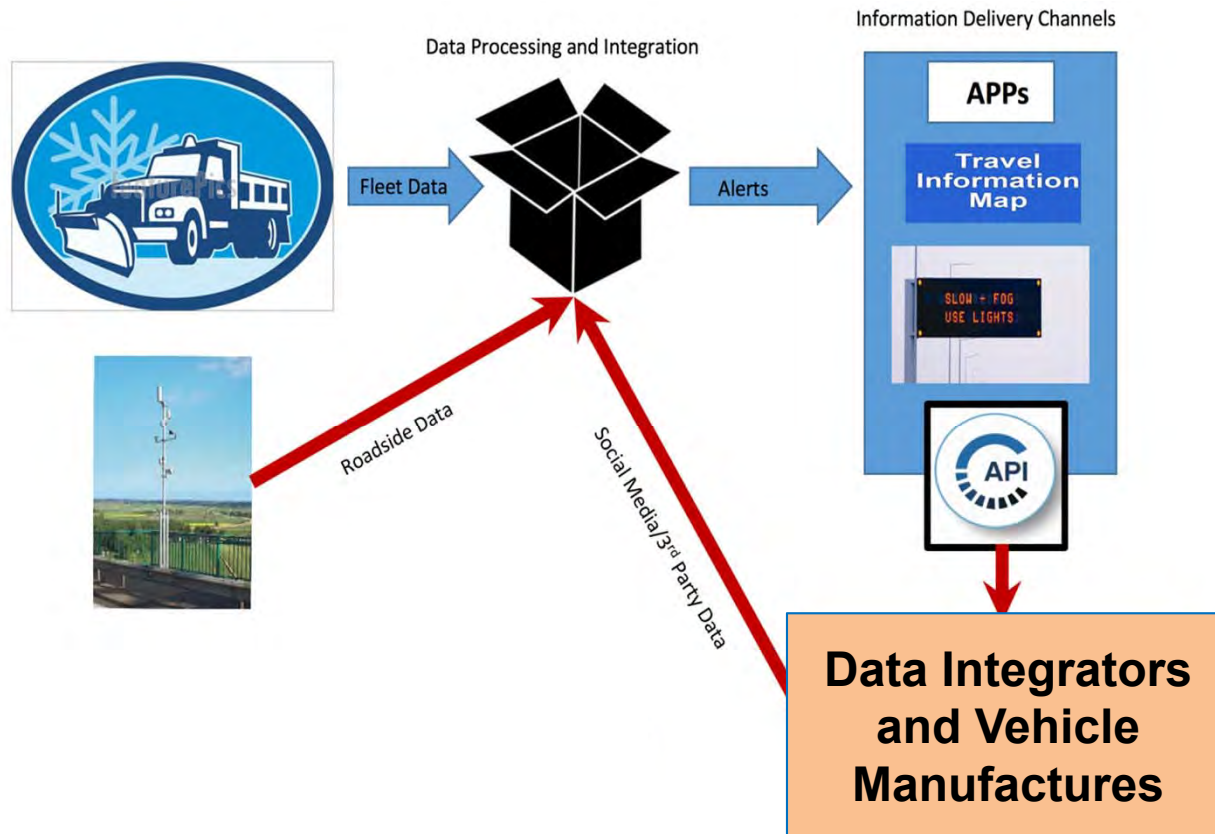 Information Delivery Channels
Data Processing and Integration
APPs
Travel
Information
Map
Fleet Data
Alerts
SLOW + FOG
USE LIGHTS
Roadside Data
Social Media/3rd Party Data
API
Data Integrators
and Vehicle
Manufactures